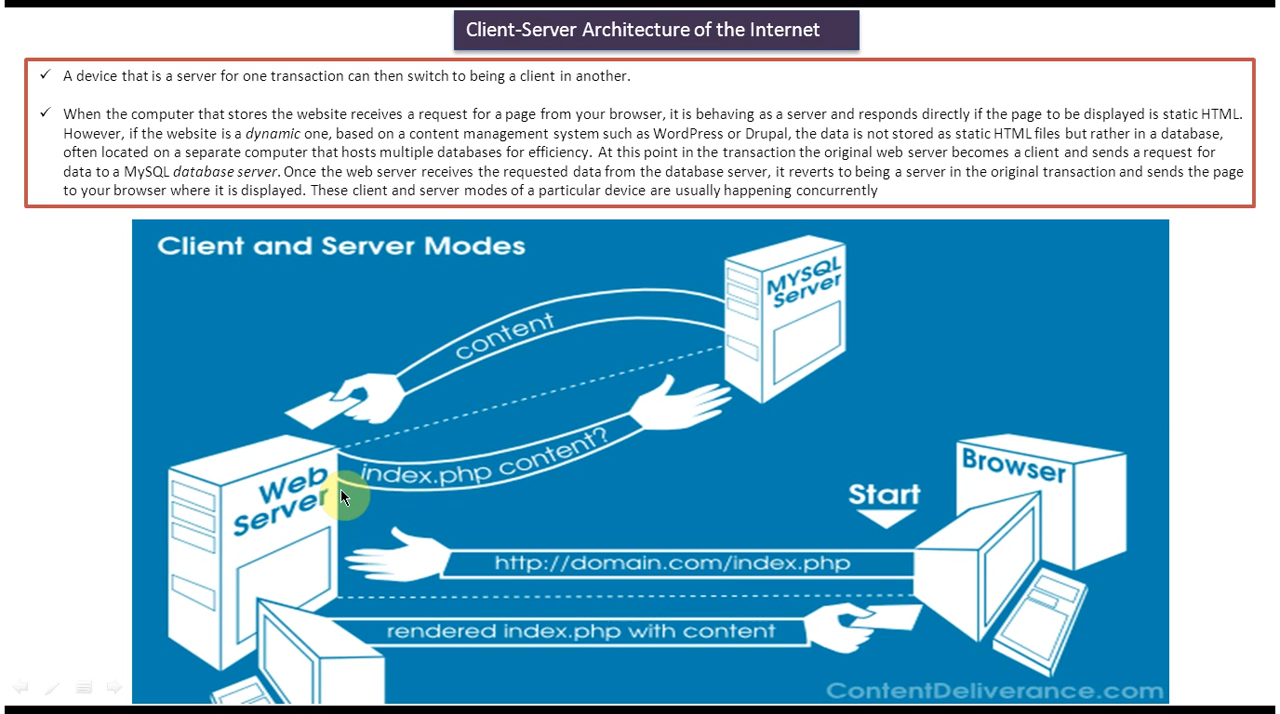 Client-Server Architecture of the Internet
✓ A device that is a server for one transaction can then switch to being a client in another.
✓ When the computer that stores the website receives a request for a page from your browser, it is behaving as a server and responds directly if the page to be displayed is static HTML.
However, if the website is a dynamic one, based on a content management system such as WordPress or Drupal, the data is not stored as static HTML files but rather in a database,
often located on a separate computer that hosts multiple databases for efficiency. At this point in the transaction the original web server becomes a client and sends a request for
data to a MySQL database server. Once the web server receives the requested data from the database server, it reverts to being a server in the original transaction and sends the page
to your browser where it is displayed. These client and server modes of a particular device are usually happening concurrently
Client and Server Modes
MYSQL
Server
content
index.php content?
Web
Server
Browser
Start
http://domain.com/index.php
rendered index.php with content
ContentDeliverance.com